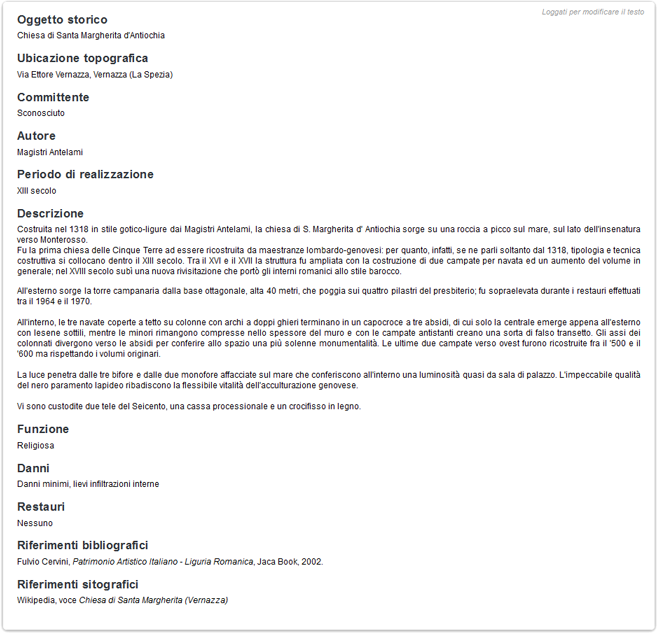 Loggati per modificare il testo
Oggetto storico
Chiesa di Santa Margherita d'Antiochia
Ubicazione topografica
Via Ettore Vernazza, Vernazza (La Spezia)
Committente
Sconosciuto
Autore
Magistri Antelami
Periodo di realizzazione
XIII secolo
Descrizione
Costruita nel 1318 in stile gotico-ligure dai Magistri Antelami, la chiesa di S. Margherita d' Antiochia sorge su una roccia a picco sul mare, sul lato dell'insenatura
verso Monterosso.
Fu la prima chiesa delle Cinque Terre ad essere ricostruita da maestranze lombardo-genovesi: per quanto, infatti, se ne parli soltanto dal 1318, tipologia e tecnica
costruttiva si collocano dentro il XIII secolo. Tra il XVI e il XVII la struttura fu ampliata con la costruzione di due campate per navata ed un aumento del volume in
generale; nel XVIII secolo subì una nuova rivisitazione che portò gli interni romanici allo stile barocco.
All'esterno sorge la torre campanaria dalla base ottagonale, alta 40 metri, che poggia sui quattro pilastri del presbiterio; fu sopraelevata durante i restauri effettuati
tra il 1964 e il 1970.
All'interno, le tre navate coperte a tetto su colonne con archi a doppi ghieri terminano in un capocroce a tre absidi, di cui solo la centrale emerge appena all'esterno
con lesene sottili, mentre le minori rimangono compresse nello spessore del muro e con le campate antistanti creano una sorta di falso transetto. Gli assi dei
colonnati divergono verso le absidi per conferire allo spazio una più solenne monumentalità. Le ultime due campate verso ovest furono ricostruite fra il '500 e il
'600 ma rispettando i volumi originari.
La luce penetra dalle tre bifore e dalle due monofore affacciate sul mare che conferiscono all'interno una luminosità quasi da sala di palazzo. L'impeccabile qualità
del nero paramento lapideo ribadiscono la flessibile vitalità dell'acculturazione genovese.
Vi sono custodite due tele del Seicento, una cassa processionale e un crocifisso in legno.
Funzione
Religiosa
Danni
Danni minimi, lievi infiltrazioni interne
Restauri
Nessuno
Riferimenti bibliografici
Fulvio Cervini, Patrimonio Artistico Italiano - Liguria Romanica, Jaca Book, 2002.
Riferimenti sitografici
Wikipedia, voce Chiesa di Santa Margherita (Vernazza)